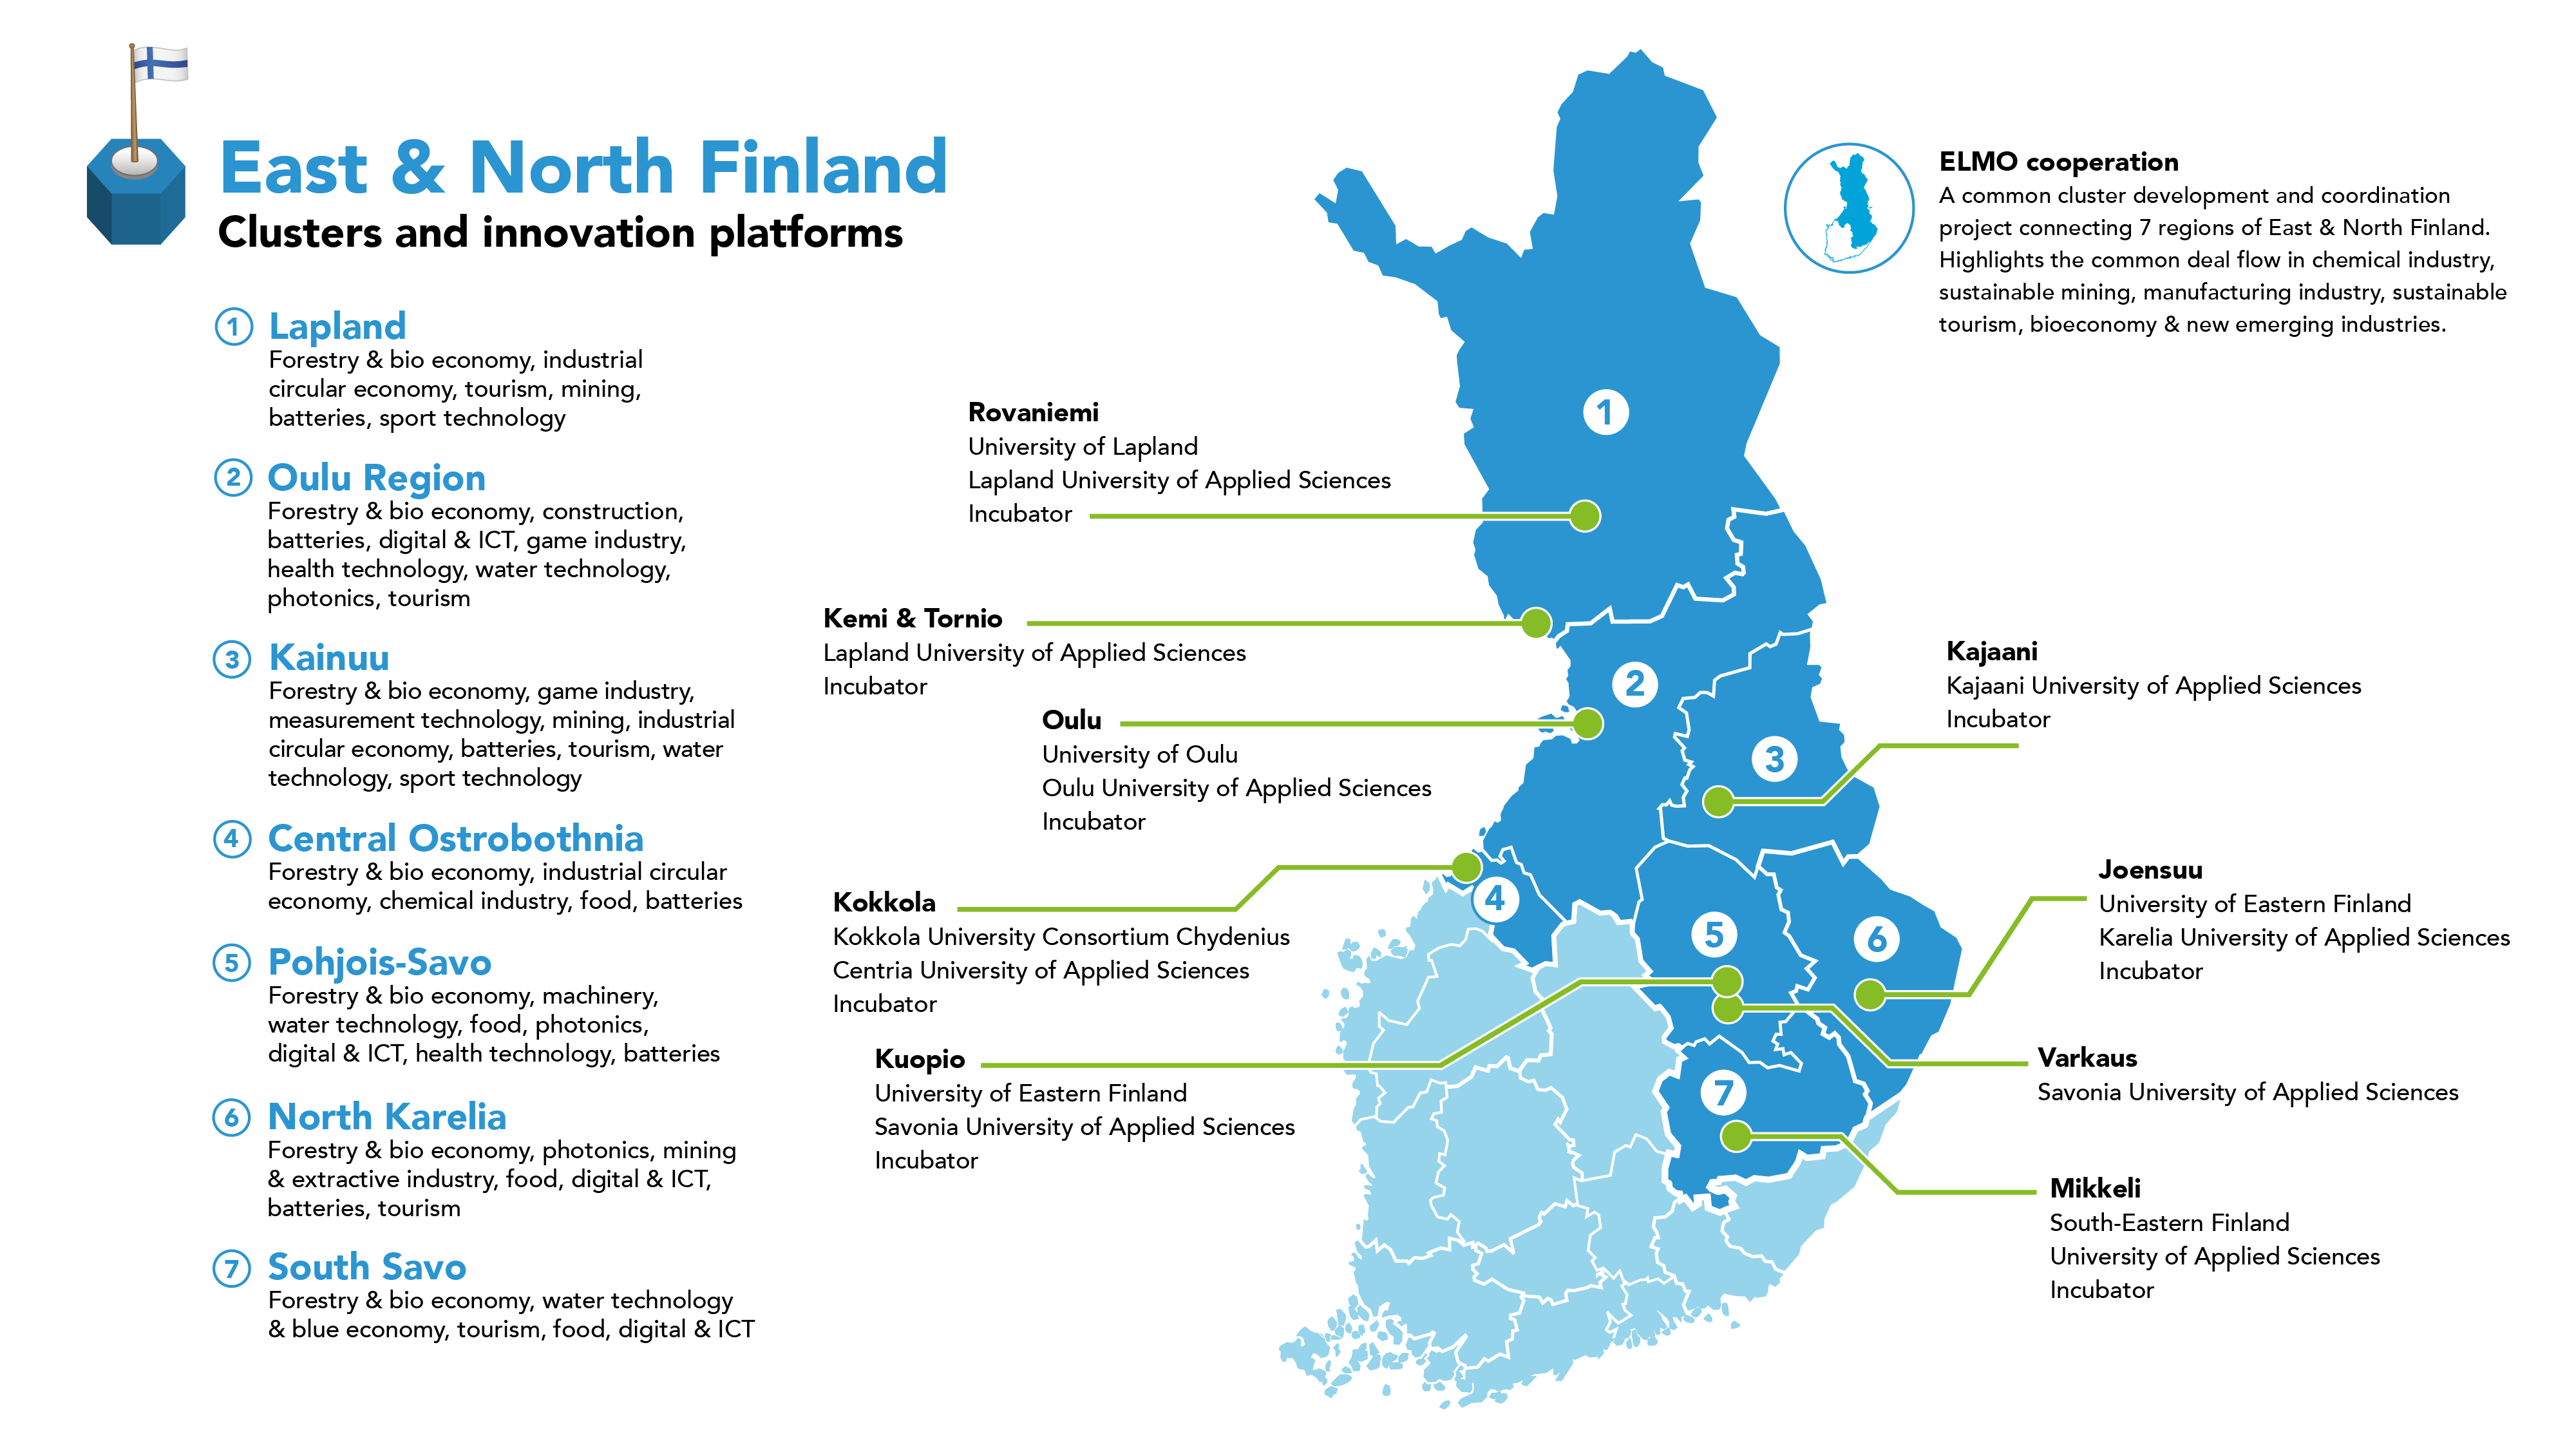 East & North Finland
Clusters and innovation platforms
1 Lapland
Forestry & bio economy, industrial
circular economy, tourism, mining,
batteries, sport technology
2 Oulu Region
Forestry & bio economy, construction,
batteries, digital & ICT, game industry,
health technology, water technology,
photonics, tourism
3 Kainuu
Forestry & bio economy, game industry,
measurement technology, mining, industrial
circular economy, batteries, tourism, water
technology, sport technology
4 Central Ostrobothnia
Forestry & bio economy, industrial circular
economy, chemical industry, food, batteries
5 Pohjois-Savo
Forestry & bio economy, machinery,
water technology, food, photonics,
digital & ICT, health technology, batteries
6 North Karelia
Forestry & bio economy, photonics, mining
& extractive industry, food, digital & ICT,
batteries, tourism
7 South Savo
Forestry & bio economy, water technology
& blue economy, tourism, food, digital & ICT
Rovaniemi
University of Lapland
Lapland University of Applied Sciences
Incubator
Kemi & Tornio
Lapland University of Applied Sciences
Incubator
Oulu
University of Oulu
Oulu University of Applied Sciences
Incubator
Kokkola
Kokkola University Consortium Chydenius
Centria University of Applied Sciences
Incubator
Kuopio
University of Eastern Finland
Savonia University of Applied Sciences
Incubator
1
2
3
4
5
6
7
ELMO cooperation
A common cluster development and coordination
project connecting 7 regions of East & North Finland.
Highlights the common deal flow in chemical industry,
sustainable mining, manufacturing industry, sustainable
tourism, bioeconomy & new emerging industries.
Kajaani
Kajaani University of Applied Sciences
Incubator
Joensuu
University of Eastern Finland
Karelia University of Applied Sciences
Incubator
Varkaus
Savonia University of Applied Sciences
Mikkeli
South-Eastern Finland
University of Applied Sciences
Incubator